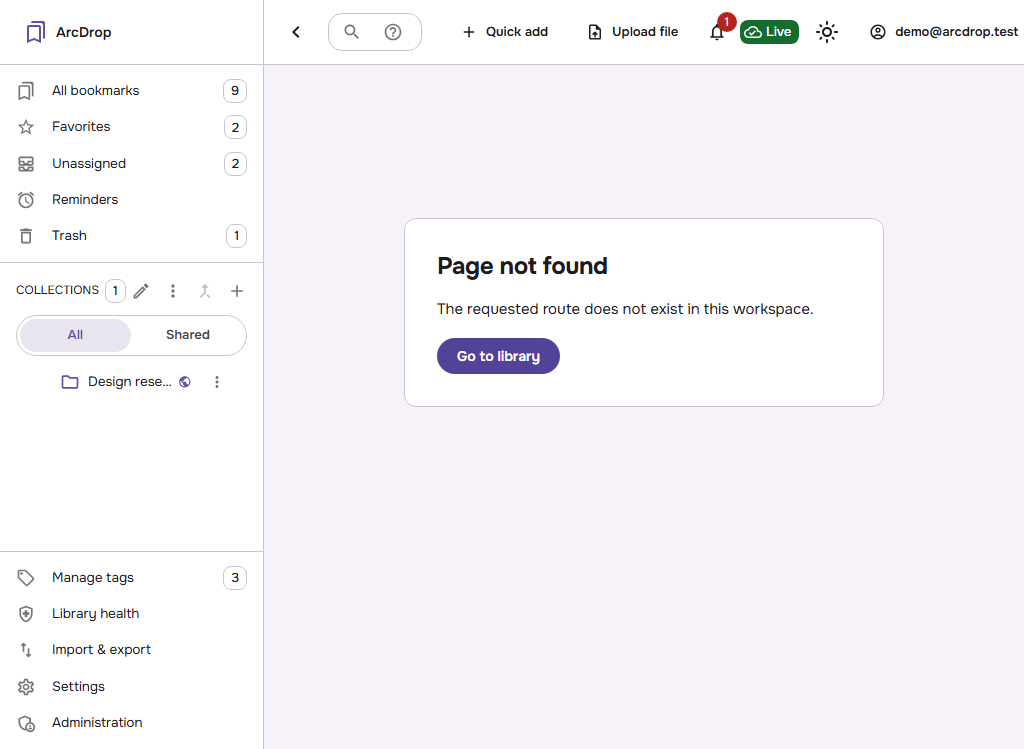 ArcDrop
Quick add
Upload file
1
Live
demo@arcdrop.test
All bookmarks 9
Favorites 2
Unassigned 2
Reminders
Trash 1
COLLECTIONS 1
All Shared
Design rese...
Page not found
The requested route does not exist in this workspace.
Go to library
Manage tags 3
Library health
Import & export
Settings
Administration